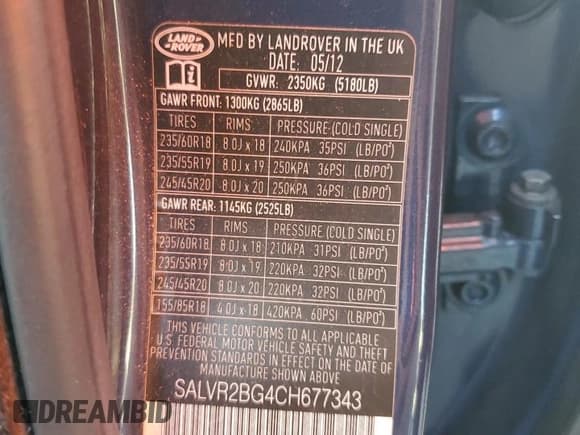 LAND
ROVER
MFD BY LANDROVER IN THE UK
DATE: 05/12
GVWR: 2350KG (5180LB)
GAWR FRONT: 1300KG (2865LB)
TIRES RIMS PRESSURE (COLD SINGLE)
235/60R18 8.0J x 18 240KPA 35PSI (LB/PO²)
235/55R19 8.0J x 19 250KPA 36PSI (LB/PO²)
245/45R20 8.0J x 20 250KPA 36PSI (LB/PO²)
GAWR REAR: 1145KG (2525LB)
TIRES RIMS PRESSURE (COLD SINGLE)
235/60R18 8.0J x 18 210KPA 31PSI (LB/PO²)
235/55R19 8.0J x 19 220KPA 32PSI (LB/PO²)
245/45R20 8.0J x 20 220KPA 32PSI (LB/PO²)
155/85R18 4.0J x 18 420KPA 60PSI (LB/PO²)
THIS VEHICLE CONFORMS TO ALL APPLICABLE
U.S FEDERAL MOTOR VEHICLE SAFETY AND THEFT
PREVENTION STANDARDS IN EFFECT ON THE DATE OF
MANUFACTURE SHOWN ABOVE
SALVR2BG4CH677343
DREAMBID